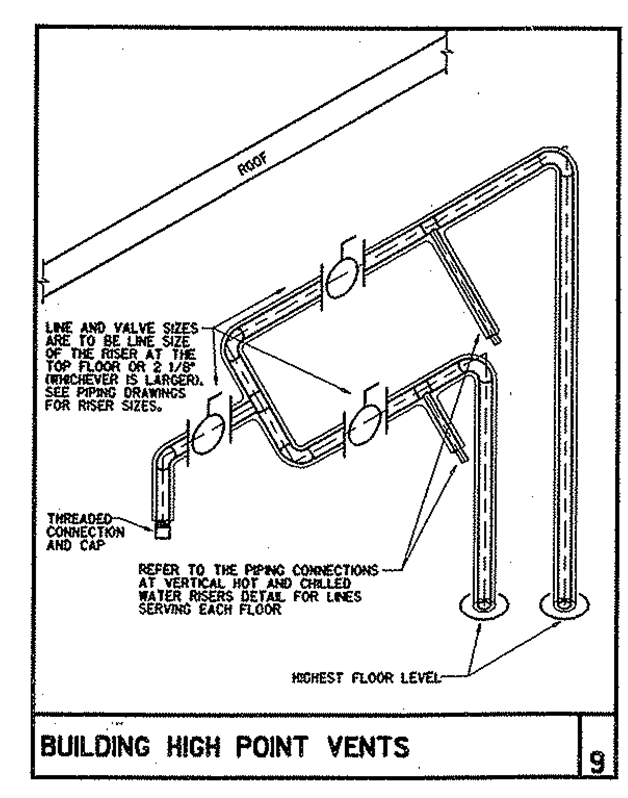 ROOF
LINE AND VALVE SIZES
ARE TO BE LINE SIZE
OF THE RISER AT THE
TOP FLOOR OR 2 1/8"
(WHICHEVER IS LARGER).
SEE PIPING DRAWINGS
FOR RISER SIZES.
THREADED
CONNECTION
AND CAP
REFER TO THE PIPING CONNECTIONS
AT VERTICAL HOT AND CHILLED
WATER RISERS DETAIL FOR LINES
SERVING EACH FLOOR
HIGHEST FLOOR LEVEL
BUILDING HIGH POINT VENTS
9